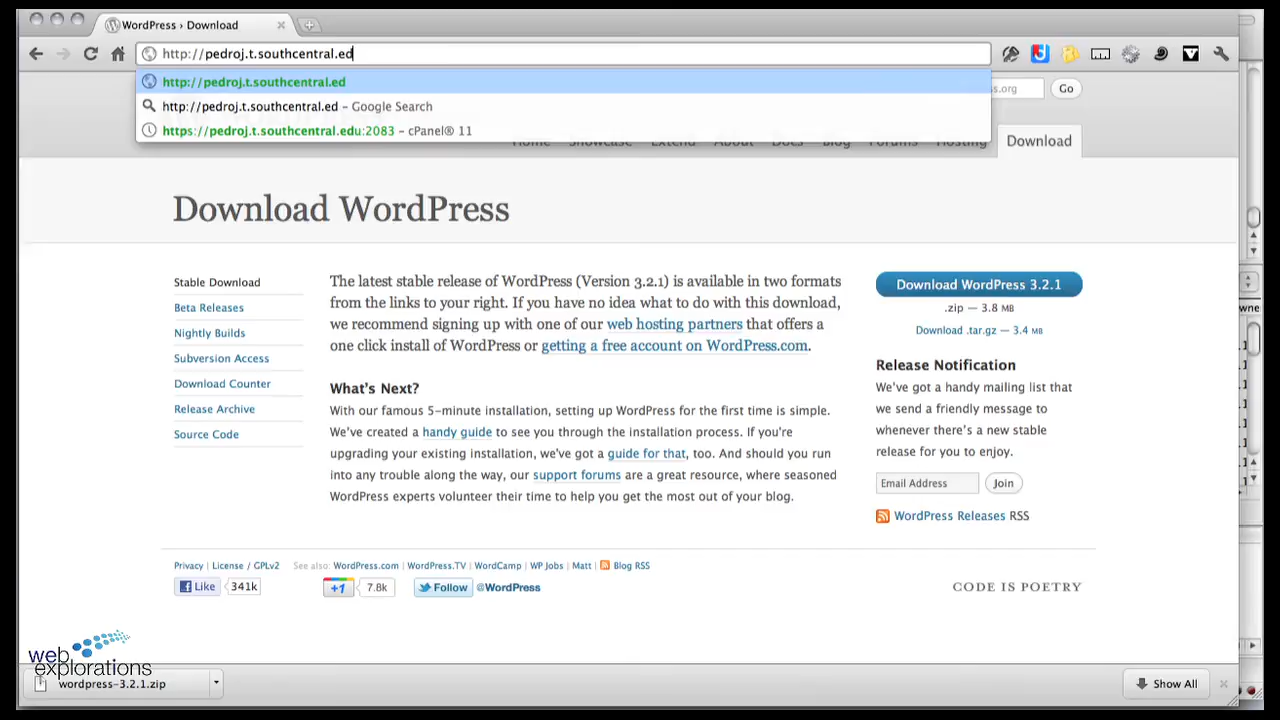 WordPress › Download
http://pedroj.t.southcentral.ed
http://pedroj.t.southcentral.ed
http://pedroj.t.southcentral.ed – Google Search
https://pedroj.t.southcentral.edu:2083 – cPanel® 11
s.org
Go
Home Showcase Extend About Docs Blog Forums Hosting Download
Download WordPress
Stable Download
Beta Releases
Nightly Builds
Subversion Access
Download Counter
Release Archive
Source Code
The latest stable release of WordPress (Version 3.2.1) is available in two formats
from the links to your right. If you have no idea what to do with this download,
we recommend signing up with one of our web hosting partners that offers a
one click install of WordPress or getting a free account on WordPress.com.
What's Next?
With our famous 5-minute installation, setting up WordPress for the first time is simple.
We've created a handy guide to see you through the installation process. If you're
upgrading your existing installation, we've got a guide for that, too. And should you run
into any trouble along the way, our support forums are a great resource, where seasoned
WordPress experts volunteer their time to help you get the most out of your blog.
Download WordPress 3.2.1
.zip — 3.8 MB
Download .tar.gz — 3.4 MB
Release Notification
We've got a handy mailing list that
we send a friendly message to
whenever there's a new stable
release for you to enjoy.
Email Address Join
WordPress Releases RSS
Privacy | License / GPLv2 See also: WordPress.com | WordPress.TV | WordCamp | WP Jobs | Matt | Blog RSS
Like 341k +1 7.8k Follow @WordPress
CODE IS POETRY
web
explorations
wordpress-3.2.1.zip
Show All